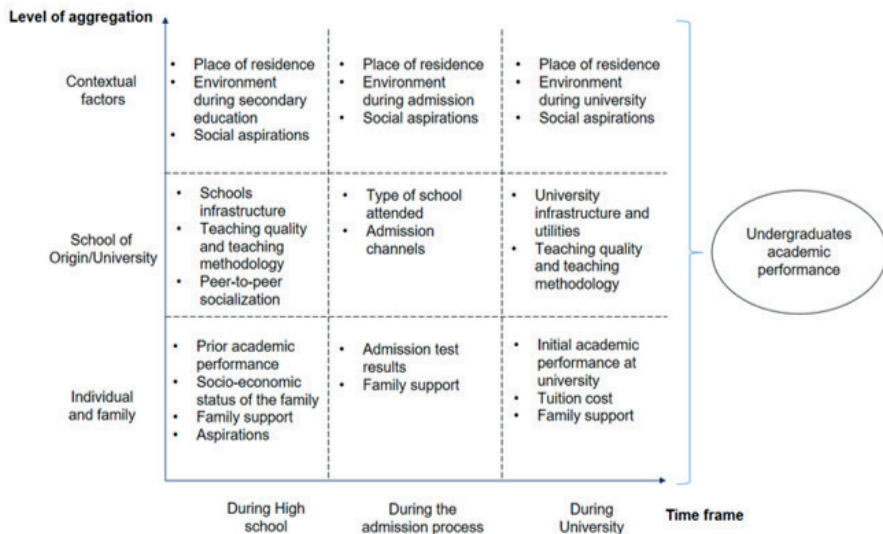 Level of aggregation
Contextual
factors
• Place of residence
• Environment
during secondary
education
• Social aspirations
• Place of residence
• Environment
during admission
• Social aspirations
• Place of residence
• Environment
during university
• Social aspirations
School of
Origin/University
• Schools
infrastructure
• Teaching quality
and teaching
methodology
• Peer-to-peer
socialization
• Type of school
attended
• Admission
channels
• University
infrastructure and
utilities
• Teaching quality
and teaching
methodology
Individual
and family
• Prior academic
performance
• Socio-economic
status of the family
• Family support
• Aspirations
• Admission test
results
• Family support
• Initial academic
performance at
university
• Tuition cost
• Family support
Undergraduates
academic
performance
During High
school
During the
admission process
During
University
Time frame